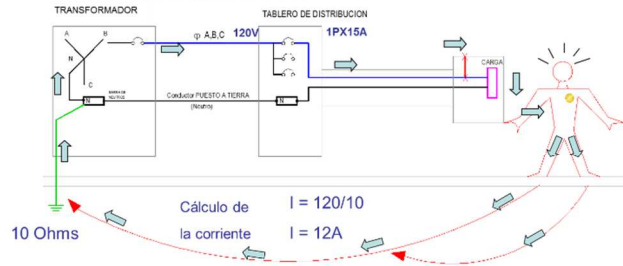 TRANSFORMADOR
TABLERO DE DISTRIBUCION
A
B
N
C
φ A,B,C
120V
1PX15A
CARGA
N
Conductor PUESTO A TIERRA
(Neutro)
N
10 Ohms
Cálculo de
la corriente
I = 120/10
I = 12A